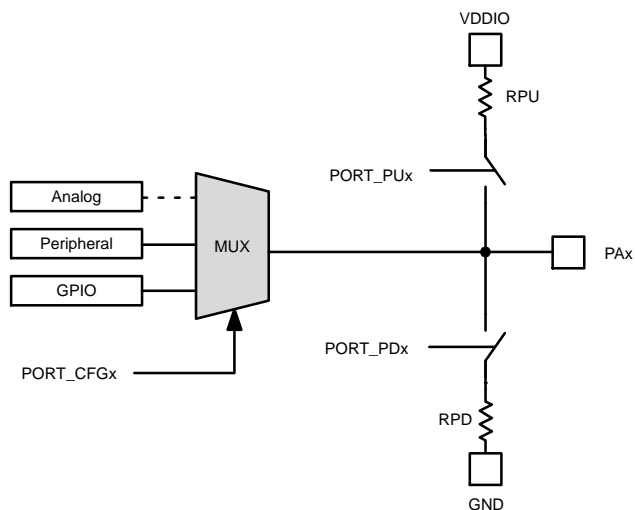 VDDIO
RPU
PORT_PUx
Analog
Peripheral
MUX
PAx
GPIO
PORT_PDx
PORT_CFGx
RPD
GND